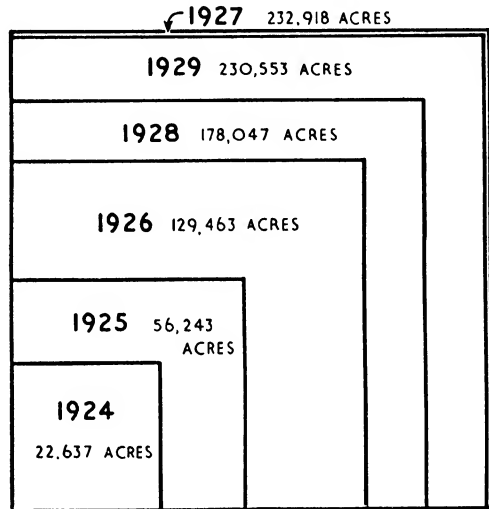 1927 232,918 ACRES
1929 230,553 ACRES
1928 178,047 ACRES
1926 129,463 ACRES
1925 56,243
ACRES
1924
22,637 ACRES